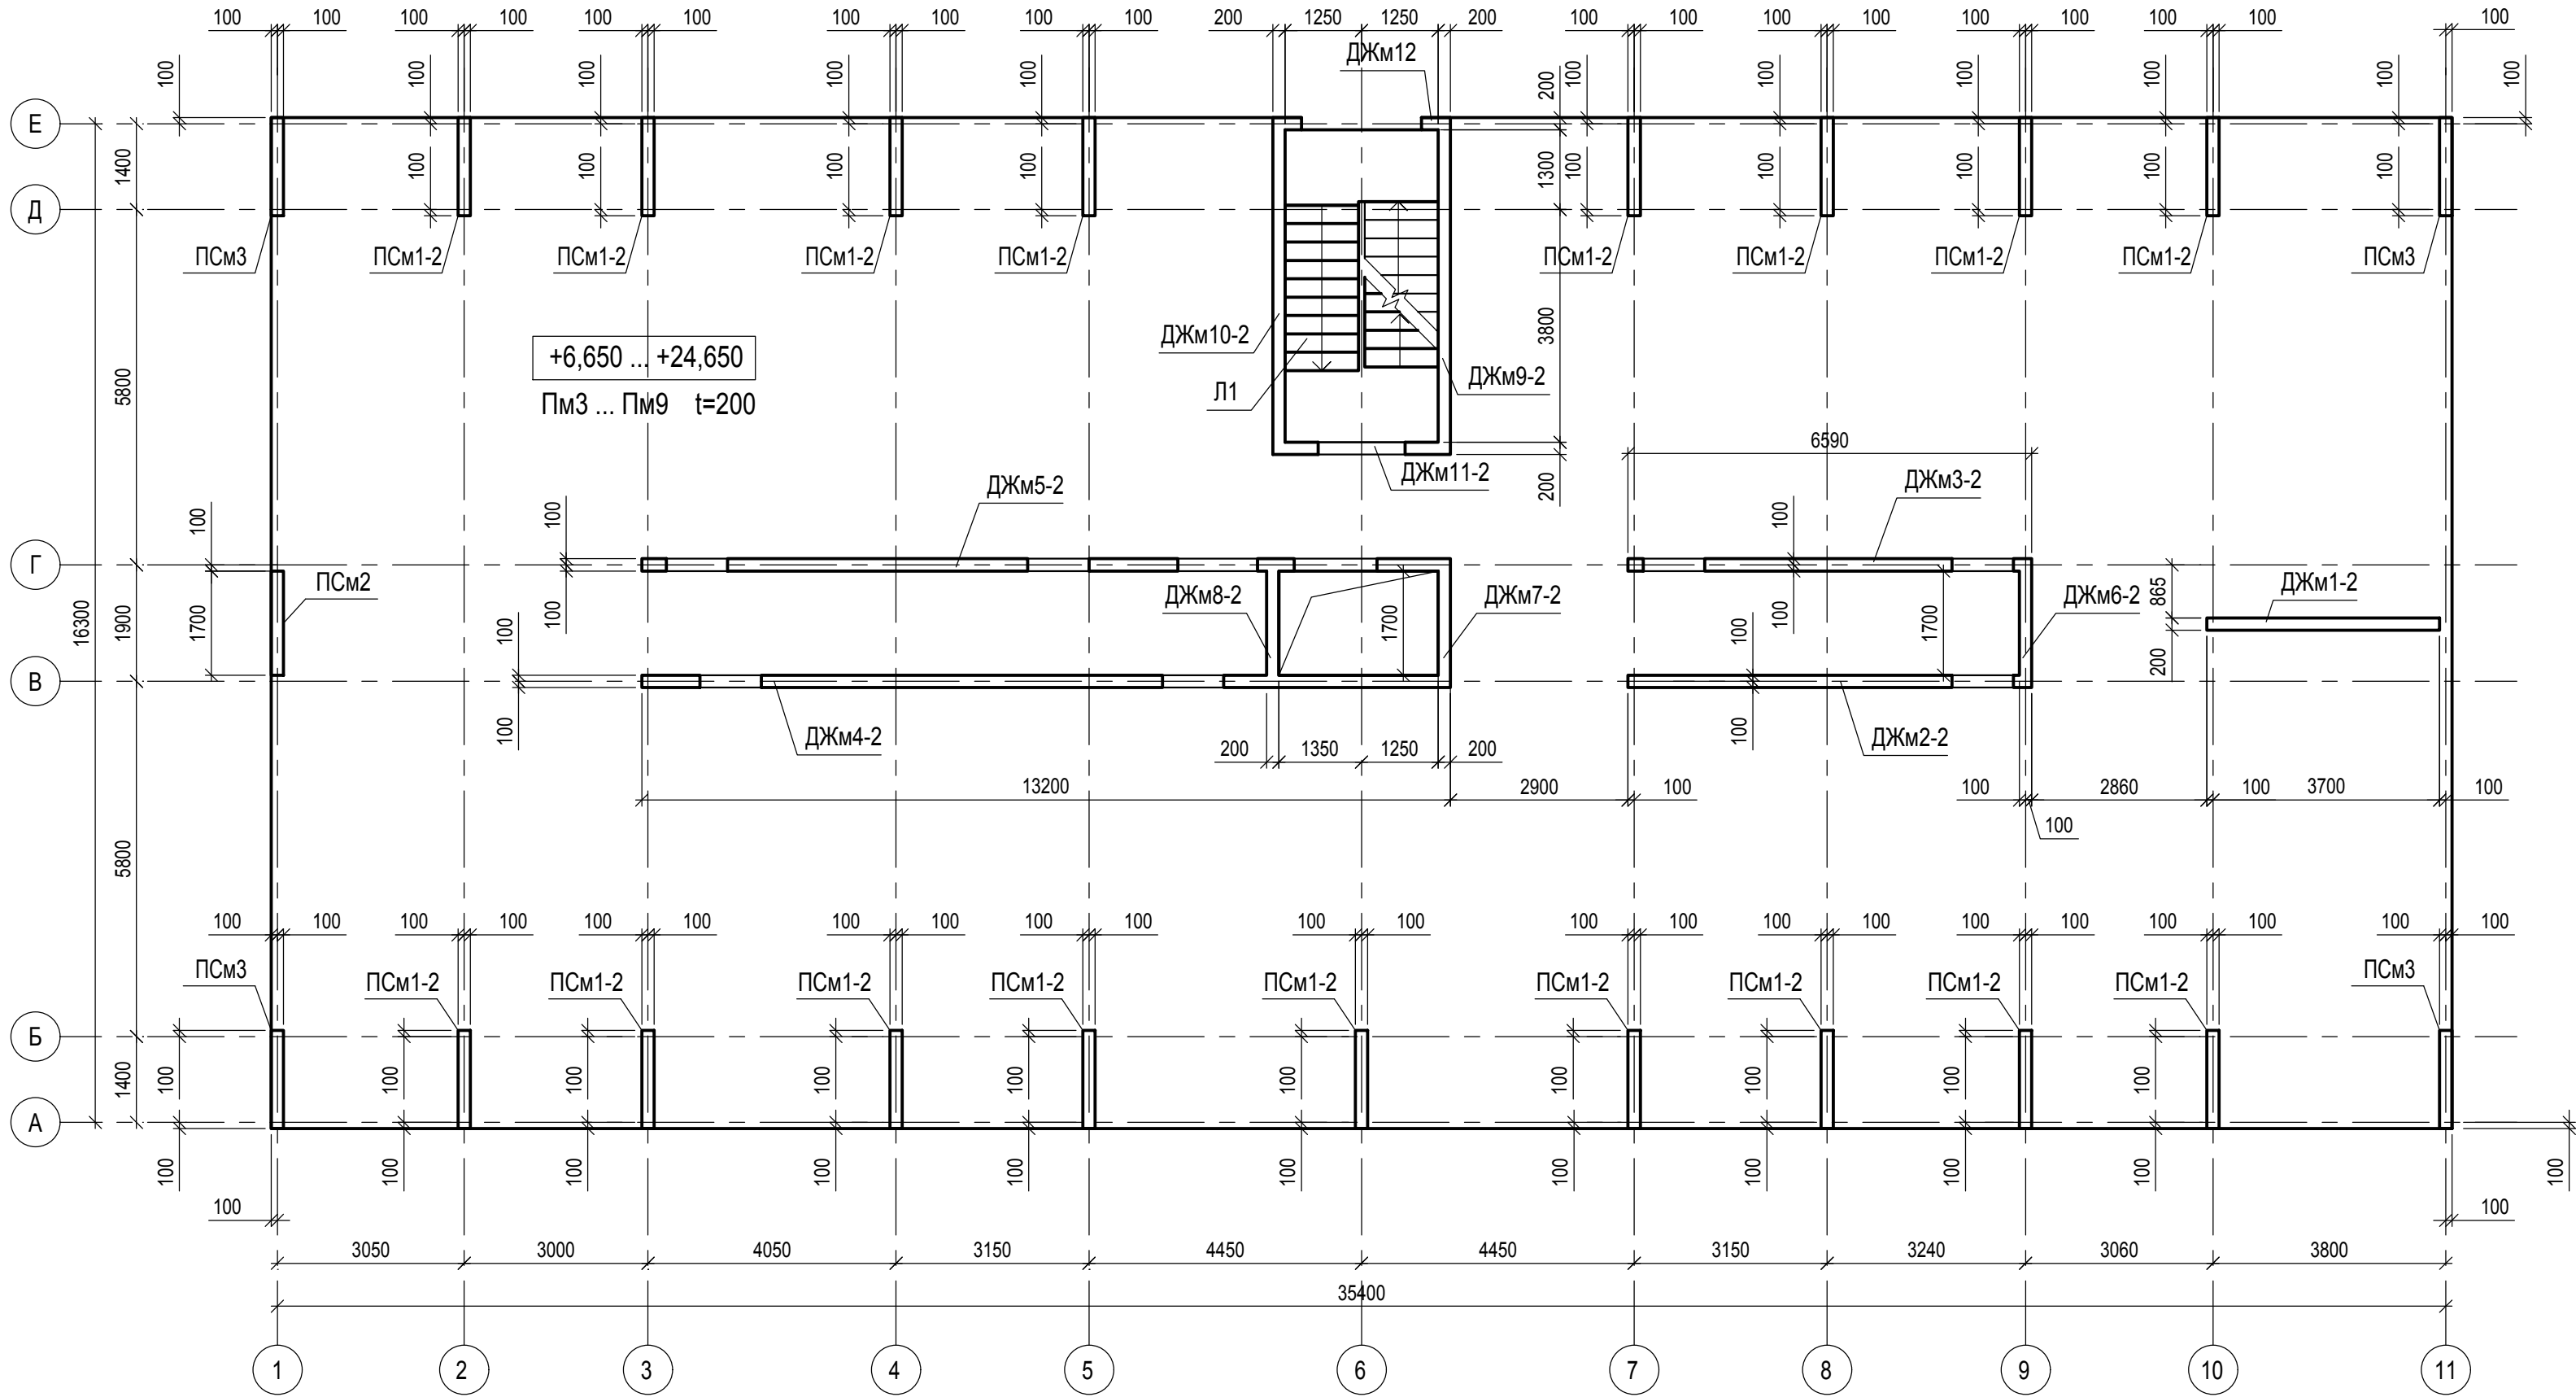 100 100 100 100 100 100 100 100 100 100 200 1250 1250 200 100 100 100 100 100 100 100 100 100
ДЖм12
100 100 100 100 100 100 200 100 100 100 100 100 100
Е
1400 100 100 100 100 1300 100 100 100 100 100
Д
ПСм3 ПСм1-2 ПСм1-2 ПСм1-2 ПСм1-2 ПСм1-2 ПСм1-2 ПСм1-2 ПСм1-2 ПСм3
ДЖм10-2 3800
+6,650 ... +24,650
ДЖм9-2
5800 Л1
Пм3 ... Пм9 t=200
6590
ДЖм11-2 200
ДЖм5-2 ДЖм3-2
100 100 100
Г
ПСм2 ДЖм8-2 ДЖм7-2 ДЖм6-2 865 ДЖм1-2
16300 1900 1700 100 1700 100 1700
100 100 200
В
100 ДЖм4-2 100 ДЖм2-2
200 1350 1250 200
13200 2900 100 100 2860 100 3700 100
100
5800
100 100 100 100 100 100 100 100 100 100 100 100 100 100 100 100 100 100 100 100 100 100
ПСм3 ПСм1-2 ПСм1-2 ПСм1-2 ПСм1-2 ПСм1-2 ПСм1-2 ПСм1-2 ПСм1-2 ПСм1-2 ПСм3
Б
1400 100 100 100 100 100 100 100 100 100 100
А
100 100 100 100 100 100 100 100 100 100 100
100 100
3050 3000 4050 3150 4450 4450 3150 3240 3060 3800
35400
1 2 3 4 5 6 7 8 9 10 11